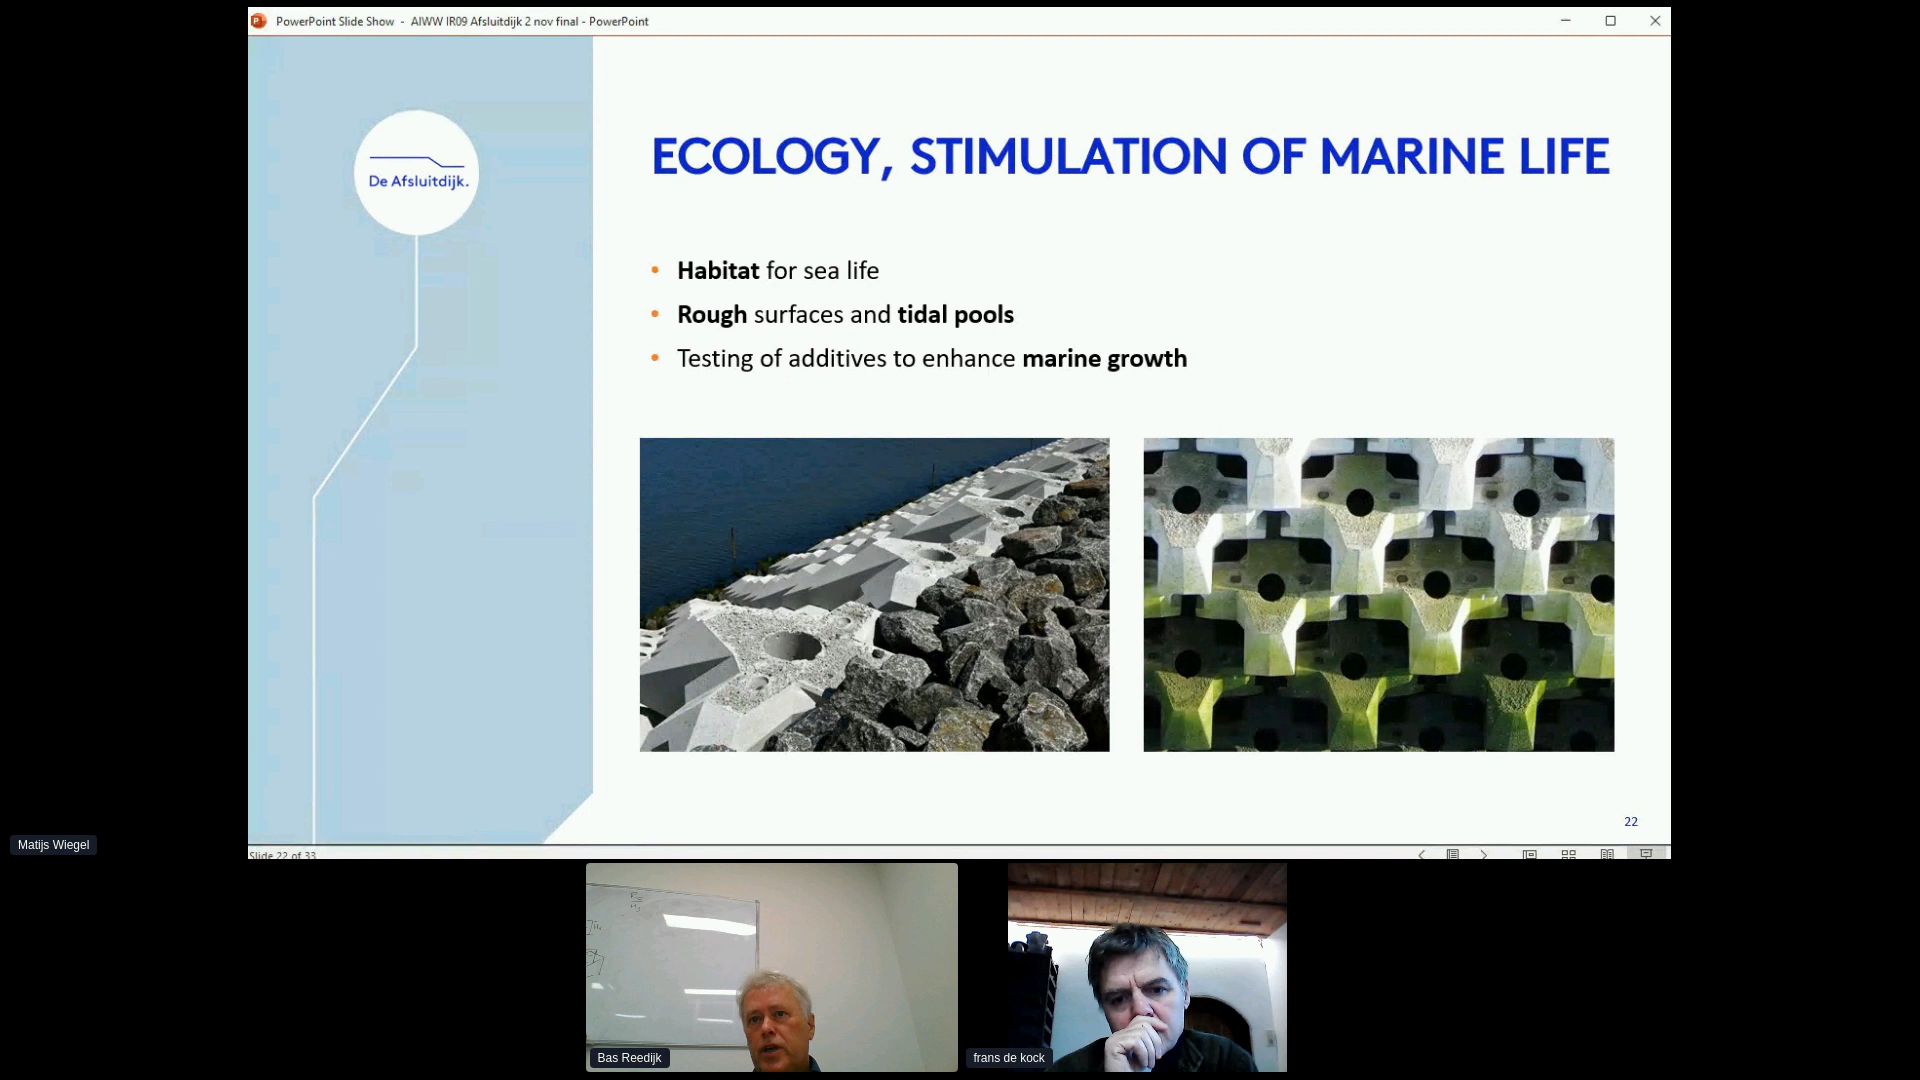 PowerPoint Slide Show - AIWW IR09 Afsluitdijk 2 nov final - PowerPoint
De Afsluitdijk.
ECOLOGY, STIMULATION OF MARINE LIFE
• Habitat for sea life
• Rough surfaces and tidal pools
• Testing of additives to enhance marine growth
22
Slide 22 of 33
Matijs Wiegel
Bas Reedijk
frans de kock